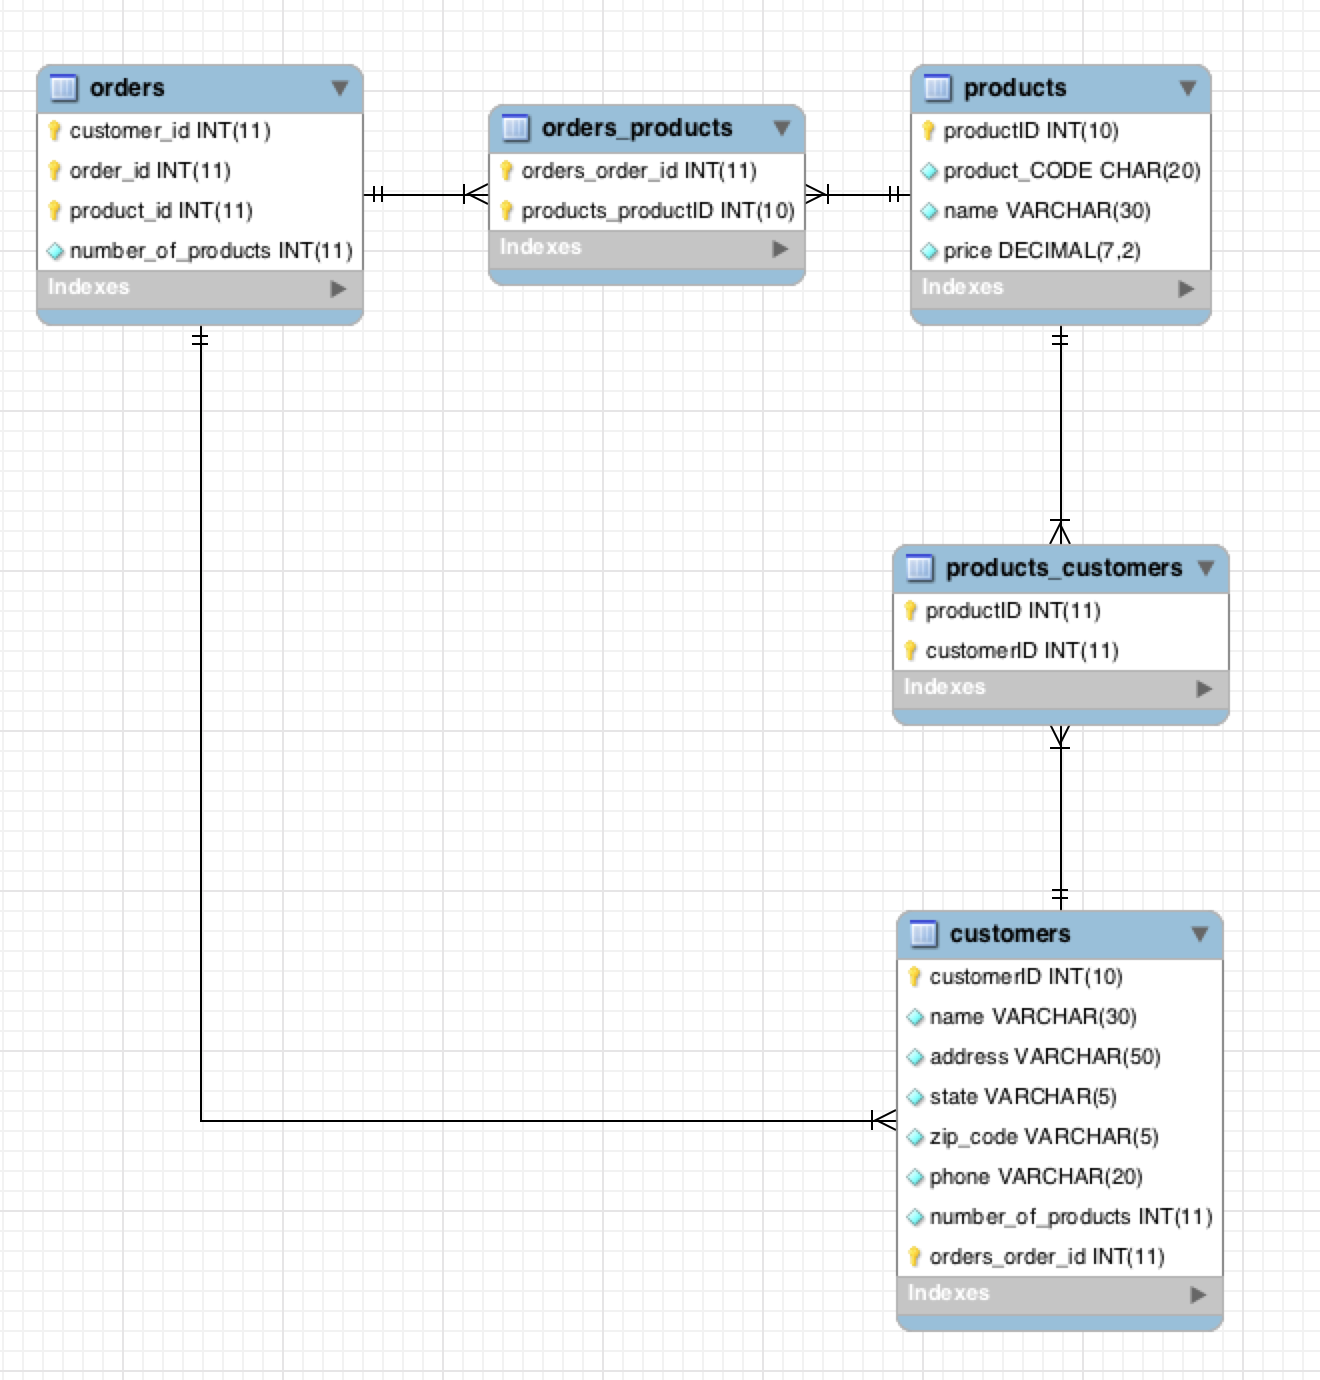 orders
customer_id INT(11)
order_id INT(11)
product_id INT(11)
number_of_products INT(11)
Indexes
orders_products
orders_order_id INT(11)
products_productID INT(10)
Indexes
products
productID INT(10)
product_CODE CHAR(20)
name VARCHAR(30)
price DECIMAL(7,2)
Indexes
products_customers
productID INT(11)
customerID INT(11)
Indexes
customers
customerID INT(10)
name VARCHAR(30)
address VARCHAR(50)
state VARCHAR(5)
zip_code VARCHAR(5)
phone VARCHAR(20)
number_of_products INT(11)
orders_order_id INT(11)
Indexes